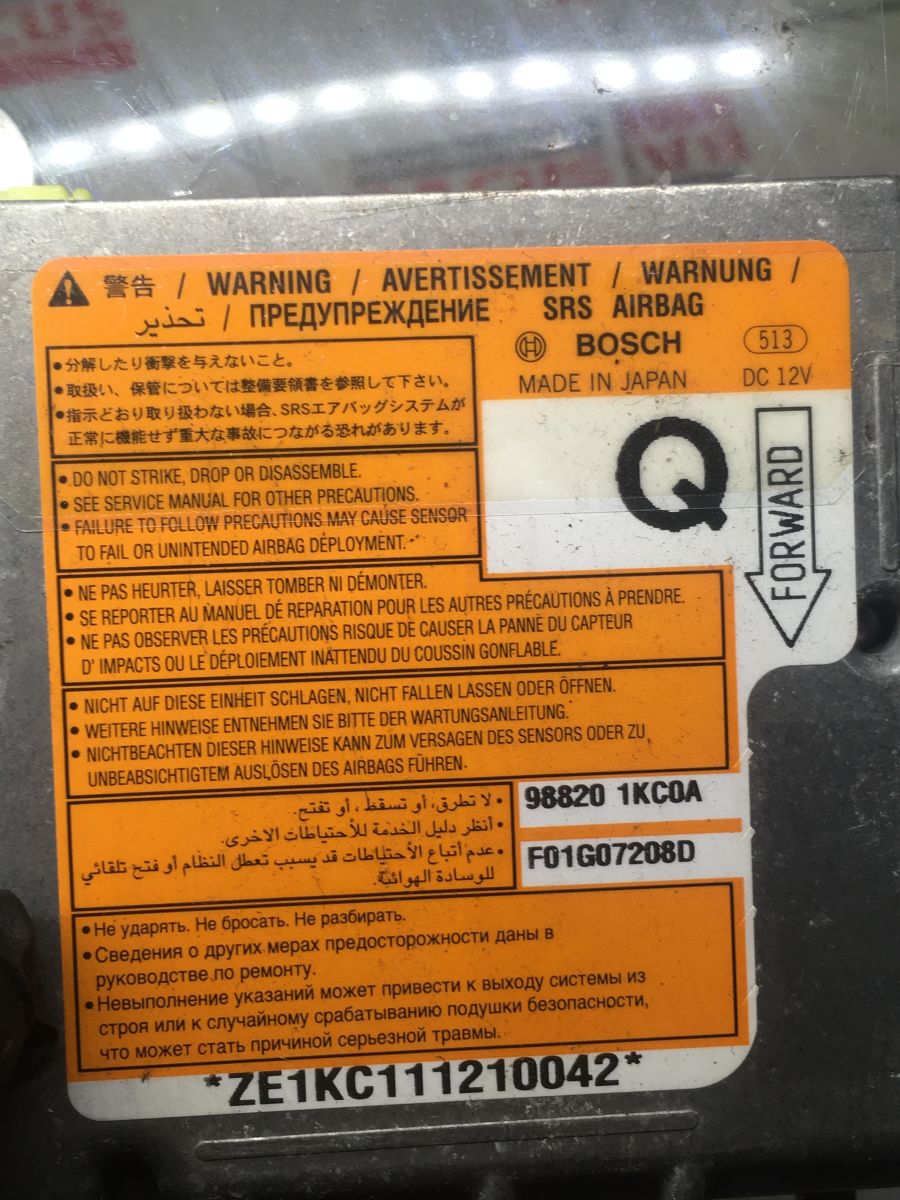 警告 / WARNING / AVERTISSEMENT / WARNUNG /
تحذير / ПРЕДУПРЕЖДЕНИЕ SRS AIRBAG
BOSCH 513
MADE IN JAPAN DC 12V
•分解したり衝撃を与えないこと。
•取扱い、保管については整備要領書を参照して下さい。
•指示どおり取り扱わない場合、SRSエアバッグシステムが
正常に機能せず重大な事故につながる恐れがあります。
Q
FORWARD
• DO NOT STRIKE, DROP OR DISASSEMBLE.
• SEE SERVICE MANUAL FOR OTHER PRECAUTIONS.
• FAILURE TO FOLLOW PRECAUTIONS MAY CAUSE SENSOR
TO FAIL OR UNINTENDED AIRBAG DEPLOYMENT.
• NE PAS HEURTER, LAISSER TOMBER NI DÉMONTER.
• SE REPORTER AU MANUEL DÉ REPARATION POUR LES AUTRES PRÉCAUTIONS À PRENDRE.
• NE PAS OBSERVER LES PRÉCAUTIONS RISQUE DE CAUSER LA PANNE DU CAPTEUR
D' IMPACTS OU LE DÉPLOIEMENT INATTENDU DU COUSSIN GONFLABLE.
• NICHT AUF DIESE EINHEIT SCHLAGEN, NICHT FALLEN LASSEN ODER ÖFFNEN.
• WEITERE HINWEISE ENTNEHMEN SIE BITTE DER WARTUNGSANLEITUNG.
• NICHTBEACHTEN DIESER HINWEISE KANN ZUM VERSAGEN DES SENSORS ODER ZU
UNBEABSICHTIGTEM AUSLÖSEN DES AIRBAGS FÜHREN.
• لا تطرق، أو تسقط ، أو تفتح.
• أنظر دليل الخدمة للأحتياطات الاخرى.
• عدم أتباع الأحتياطات قد يسبب تعطل النظام أو فتح تلقائي
للوسادة الهوائية.
98820 1KC0A
F01G07208D
• Не ударять. Не бросать. Не разбирать.
• Сведения о других мерах предосторожности даны в
руководстве по ремонту.
• Невыполнение указаний может привести к выходу системы из
строя или к случайному срабатыванию подушки безопасности,
что может стать причиной серьезной травмы.
*ZE1KC111210042*